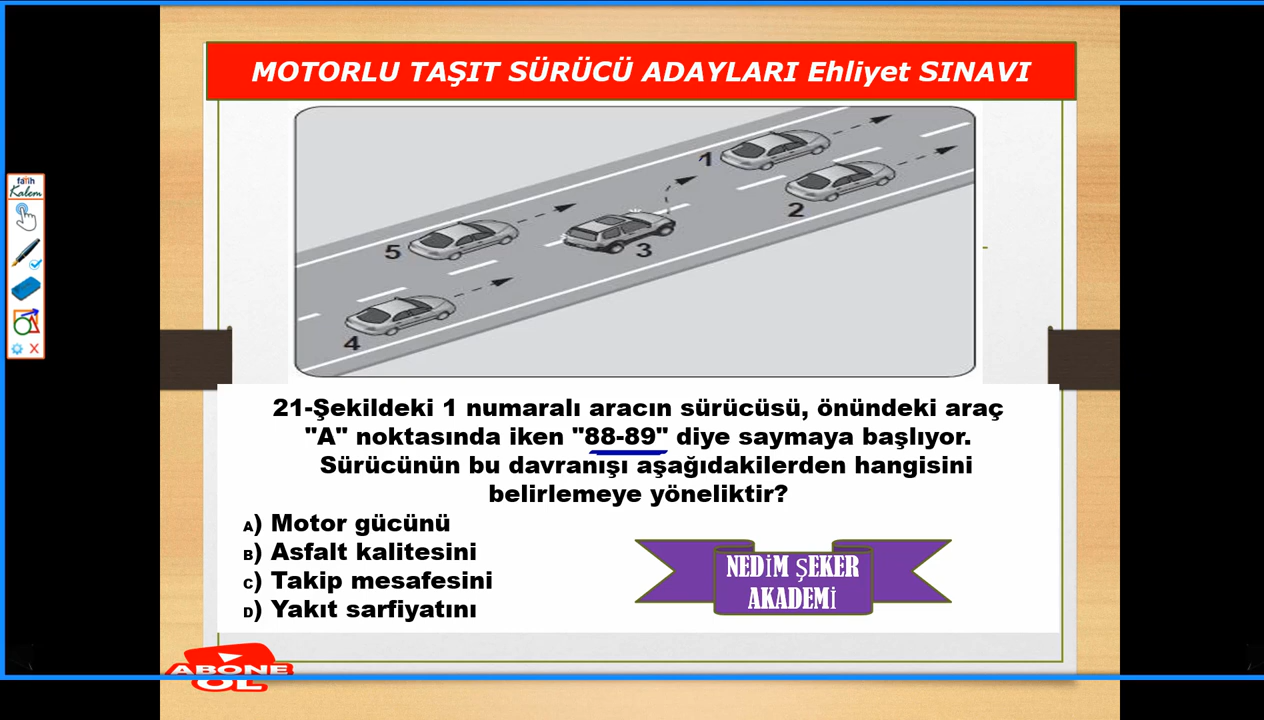 MOTORLU TAŞIT SÜRÜCÜ ADAYLARI Ehliyet SINAVI
fatih
Kalem
1
2
3
5
4
21-Şekildeki 1 numaralı aracın sürücüsü, önündeki araç
"A" noktasında iken "88-89" diye saymaya başlıyor.
Sürücünün bu davranışı aşağıdakilerden hangisini
belirlemeye yöneliktir?
A) Motor gücünü
B) Asfalt kalitesini
C) Takip mesafesini
D) Yakıt sarfiyatını
NEDİM ŞEKER
AKADEMİ
ABONE
OL